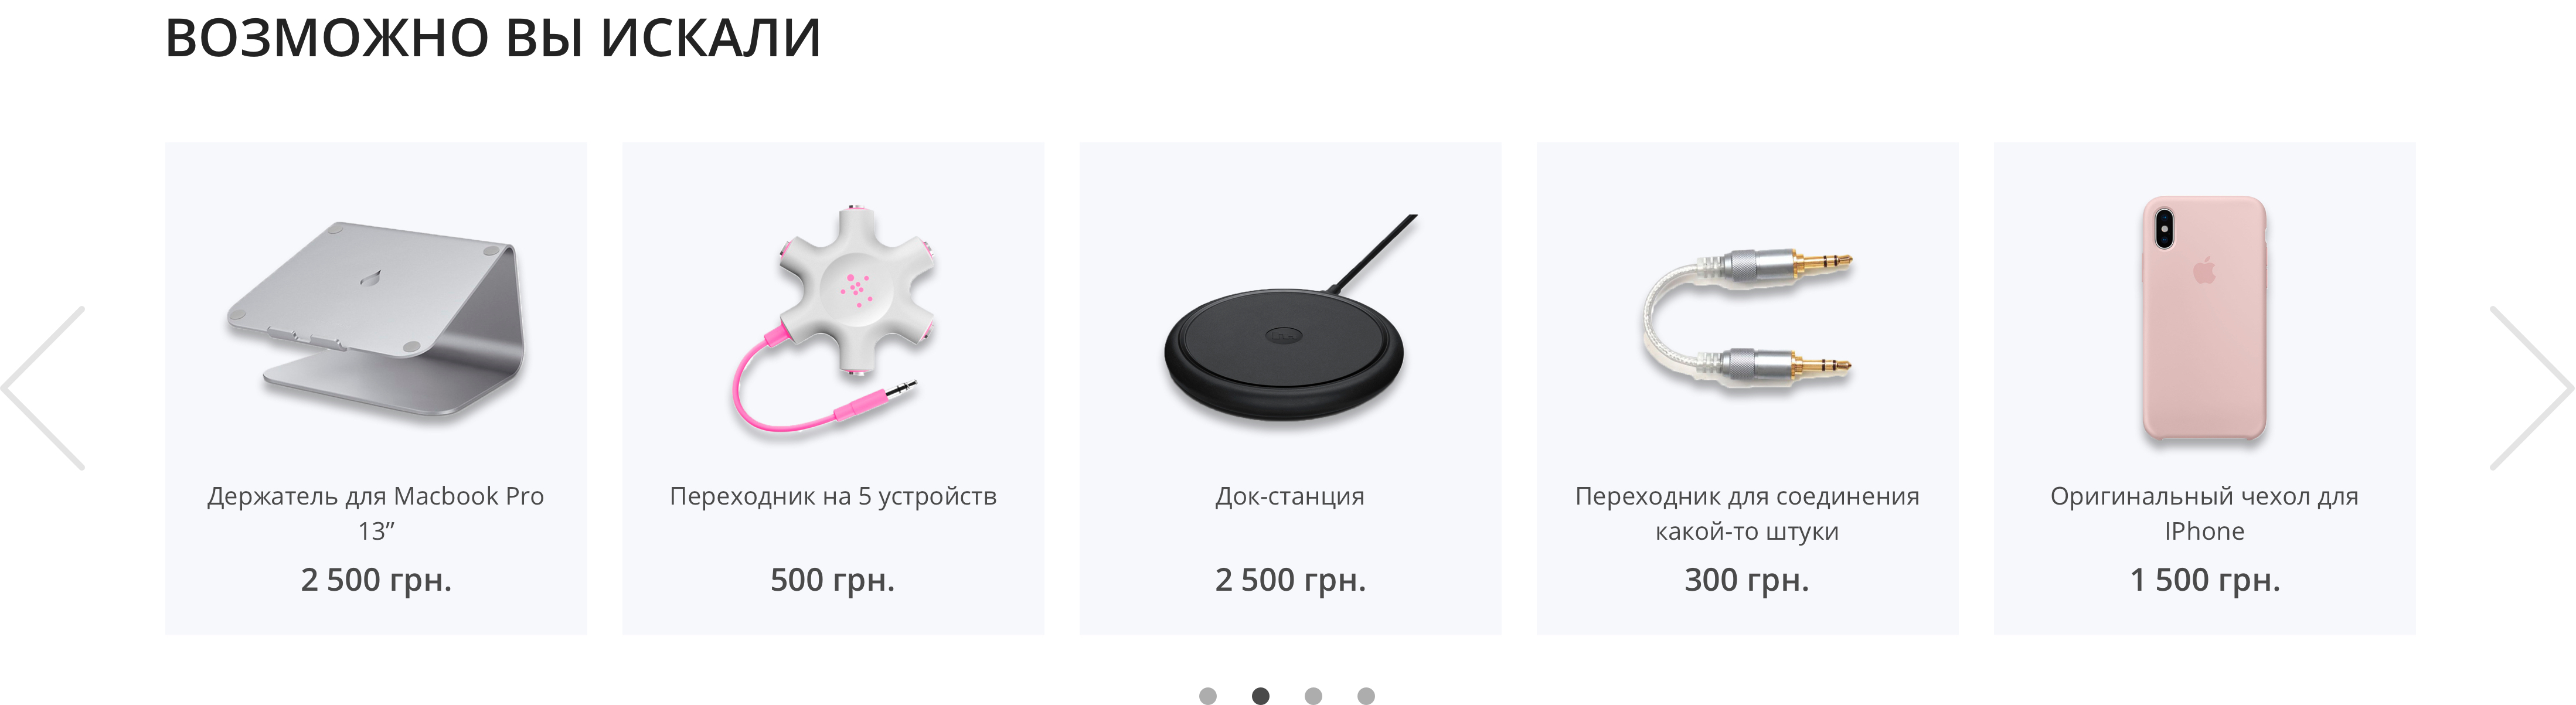 ВОЗМОЖНО ВЫ ИСКАЛИ
Держатель для Macbook Pro
13”
2 500 грн.
Переходник на 5 устройств
500 грн.
Док-станция
2 500 грн.
Переходник для соединения
какой-то штуки
300 грн.
Оригинальный чехол для
IPhone
1 500 грн.